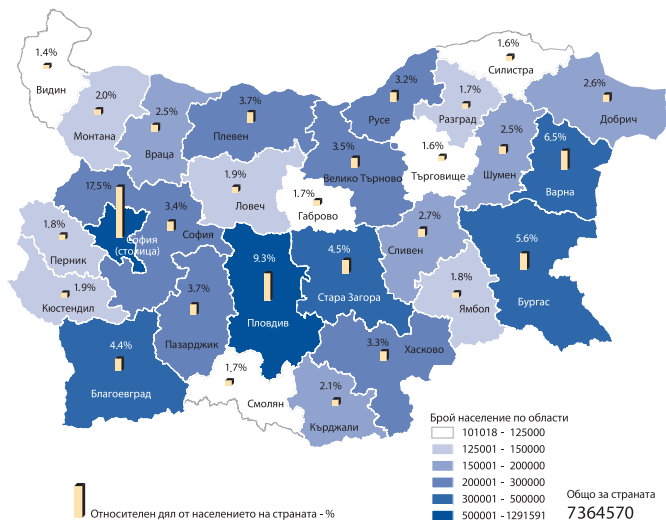 1.4%
Видин
1.6%
Силистра
2.0%
Монтана
2.5%
Враца
3.7%
Плевен
3.2%
Русе
1.7%
Разград
2.6%
Добрич
3.5%
Велико Търново
1.6%
Търговище
2.5%
Шумен
6,5%
Варна
17,5%
София
(столица)
3.4%
София
1.9%
Ловеч
1.7%
Габрово
1.8%
Перник
1.9%
Кюстендил
9,3%
Пловдив
4.5%
Стара Загора
2.7%
Сливен
5.6%
Бургас
1.8%
Ямбол
3.7%
Пазарджик
4.4%
Благоевград
3.3%
Хасково
1.7%
Смолян
2.1%
Кърджали
Брой население по области
101018 - 125000
125001 - 150000
150001 - 200000
200001 - 300000
300001 - 500000
500001 -1291591
Общо за страната
7364570
Относителен дял от населението на страната - %